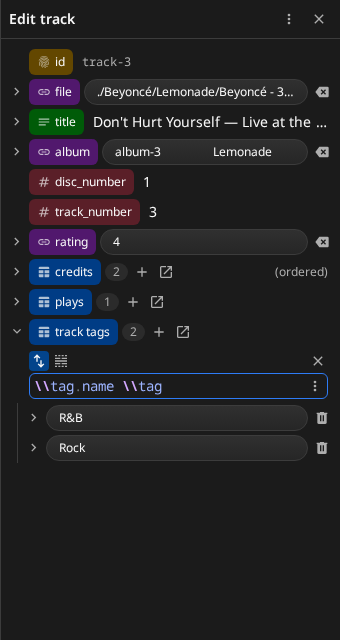 Edit track
id track-3
file ./Beyoncé/Lemonade/Beyoncé - 3...
title Don't Hurt Yourself — Live at the ...
album album-3 Lemonade
# disc_number 1
# track_number 3
rating 4
credits 2 (ordered)
plays 1
track tags 2
\\tag.name \\tag
R&B
Rock